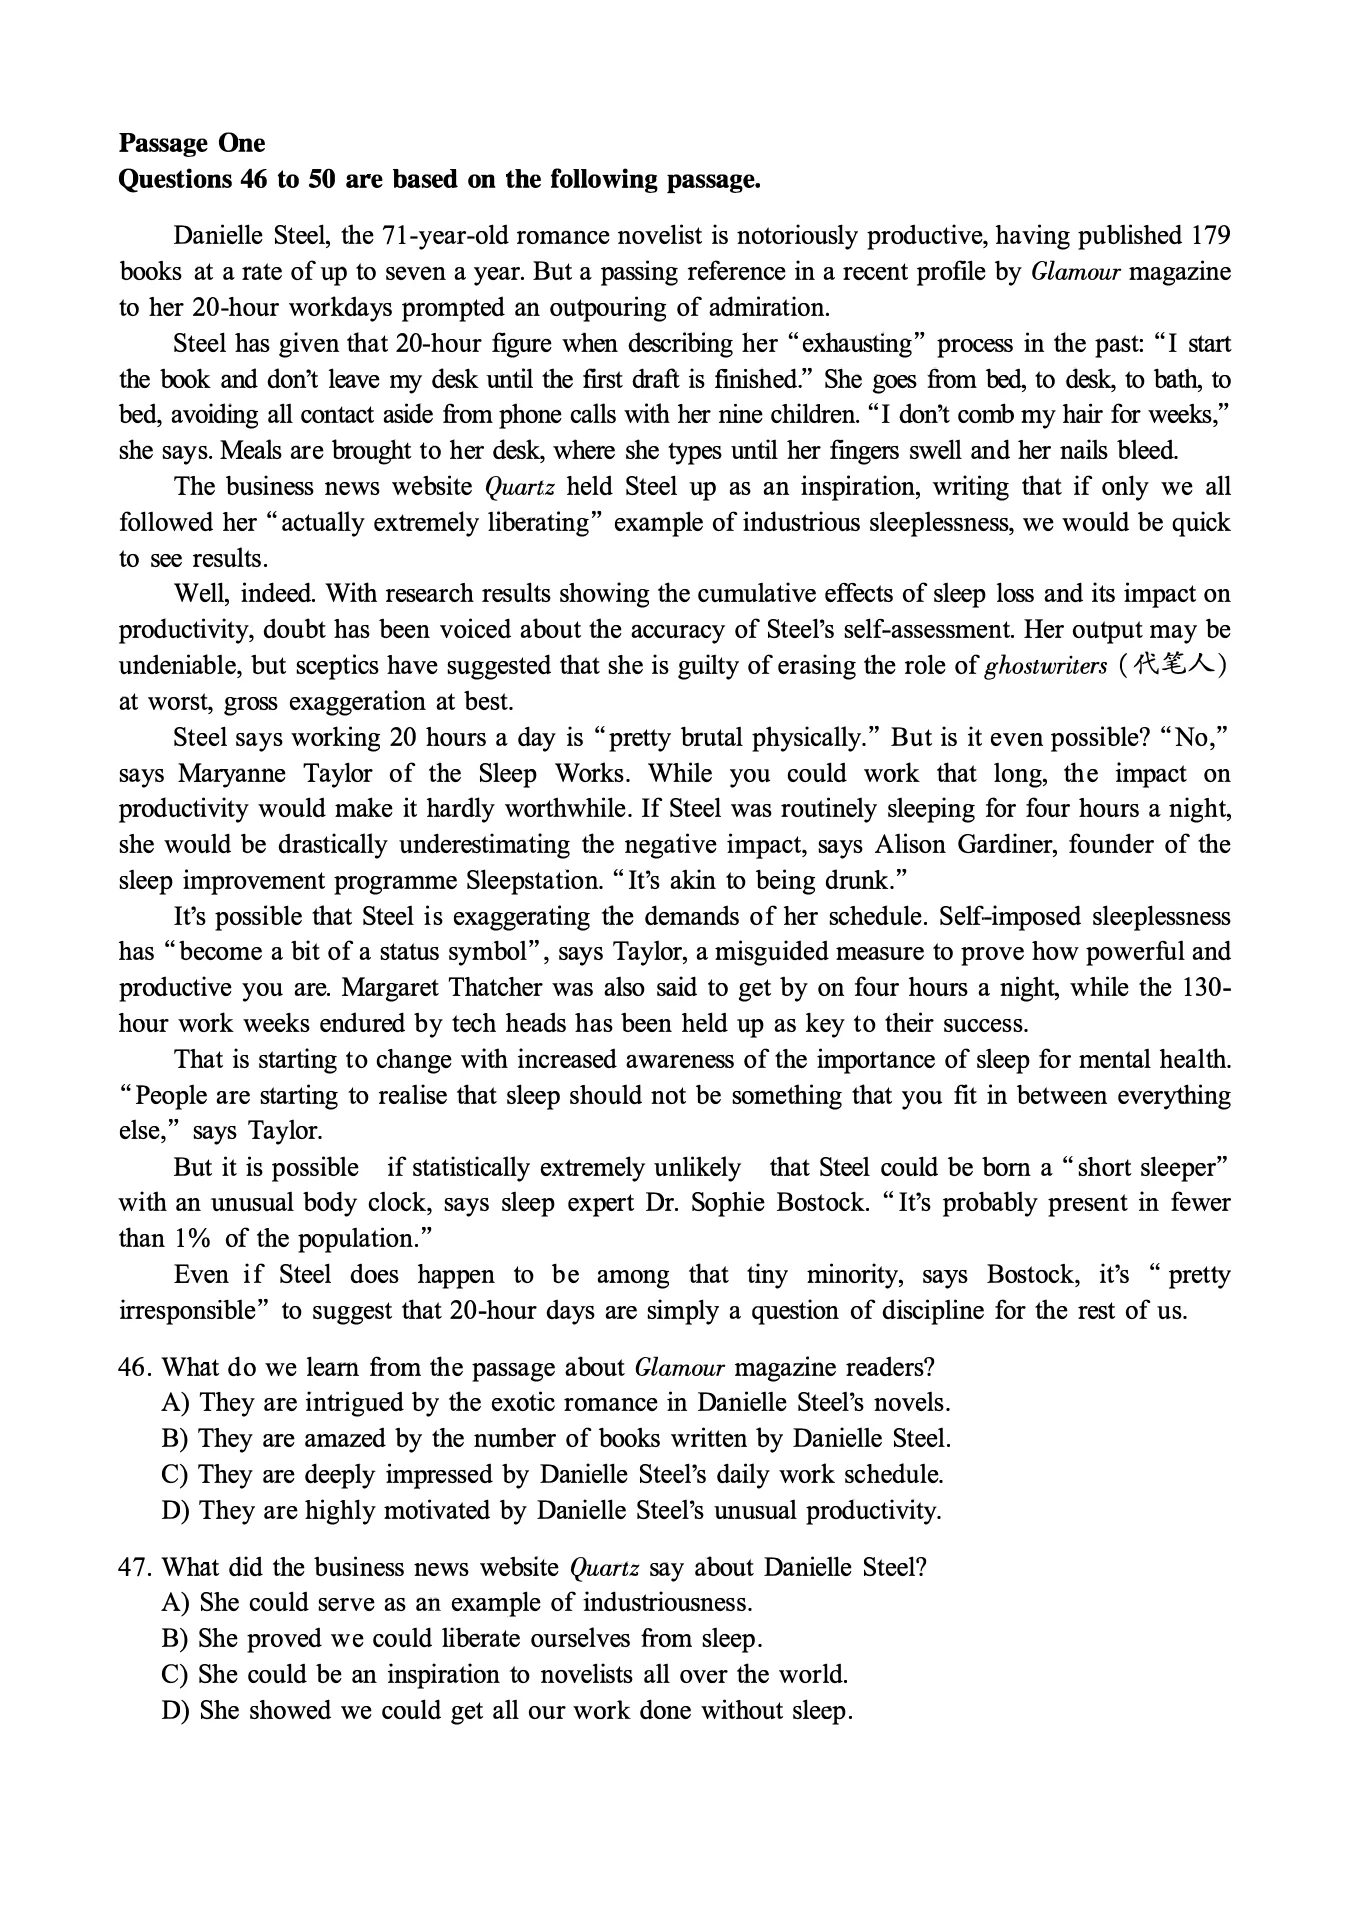 Passage One
Questions 46 to 50 are based on the following passage.
Danielle Steel, the 71-year-old romance novelist is notoriously productive, having published 179
books at a rate of up to seven a year. But a passing reference in a recent profile by Glamour magazine
to her 20-hour workdays prompted an outpouring of admiration.
Steel has given that 20-hour figure when describing her “exhausting” process in the past: “I start
the book and don’t leave my desk until the first draft is finished.” She goes from bed, to desk, to bath, to
bed, avoiding all contact aside from phone calls with her nine children. “I don’t comb my hair for weeks,”
she says. Meals are brought to her desk, where she types until her fingers swell and her nails bleed.
The business news website Quartz held Steel up as an inspiration, writing that if only we all
followed her “actually extremely liberating” example of industrious sleeplessness, we would be quick
to see results.
Well, indeed. With research results showing the cumulative effects of sleep loss and its impact on
productivity, doubt has been voiced about the accuracy of Steel’s self-assessment. Her output may be
undeniable, but sceptics have suggested that she is guilty of erasing the role of ghostwriters (代笔人)
at worst, gross exaggeration at best.
Steel says working 20 hours a day is “pretty brutal physically.” But is it even possible? “No,”
says Maryanne Taylor of the Sleep Works. While you could work that long, the impact on
productivity would make it hardly worthwhile. If Steel was routinely sleeping for four hours a night,
she would be drastically underestimating the negative impact, says Alison Gardiner, founder of the
sleep improvement programme Sleepstation. “It’s akin to being drunk.”
It’s possible that Steel is exaggerating the demands of her schedule. Self-imposed sleeplessness
has “become a bit of a status symbol”, says Taylor, a misguided measure to prove how powerful and
productive you are. Margaret Thatcher was also said to get by on four hours a night, while the 130-
hour work weeks endured by tech heads has been held up as key to their success.
That is starting to change with increased awareness of the importance of sleep for mental health.
“People are starting to realise that sleep should not be something that you fit in between everything
else,” says Taylor.
But it is possible if statistically extremely unlikely that Steel could be born a “short sleeper”
with an unusual body clock, says sleep expert Dr. Sophie Bostock. “It’s probably present in fewer
than 1% of the population.”
Even if Steel does happen to be among that tiny minority, says Bostock, it’s “pretty
irresponsible” to suggest that 20-hour days are simply a question of discipline for the rest of us.
46. What do we learn from the passage about Glamour magazine readers?
A) They are intrigued by the exotic romance in Danielle Steel’s novels.
B) They are amazed by the number of books written by Danielle Steel.
C) They are deeply impressed by Danielle Steel’s daily work schedule.
D) They are highly motivated by Danielle Steel’s unusual productivity.
47. What did the business news website Quartz say about Danielle Steel?
A) She could serve as an example of industriousness.
B) She proved we could liberate ourselves from sleep.
C) She could be an inspiration to novelists all over the world.
D) She showed we could get all our work done without sleep.